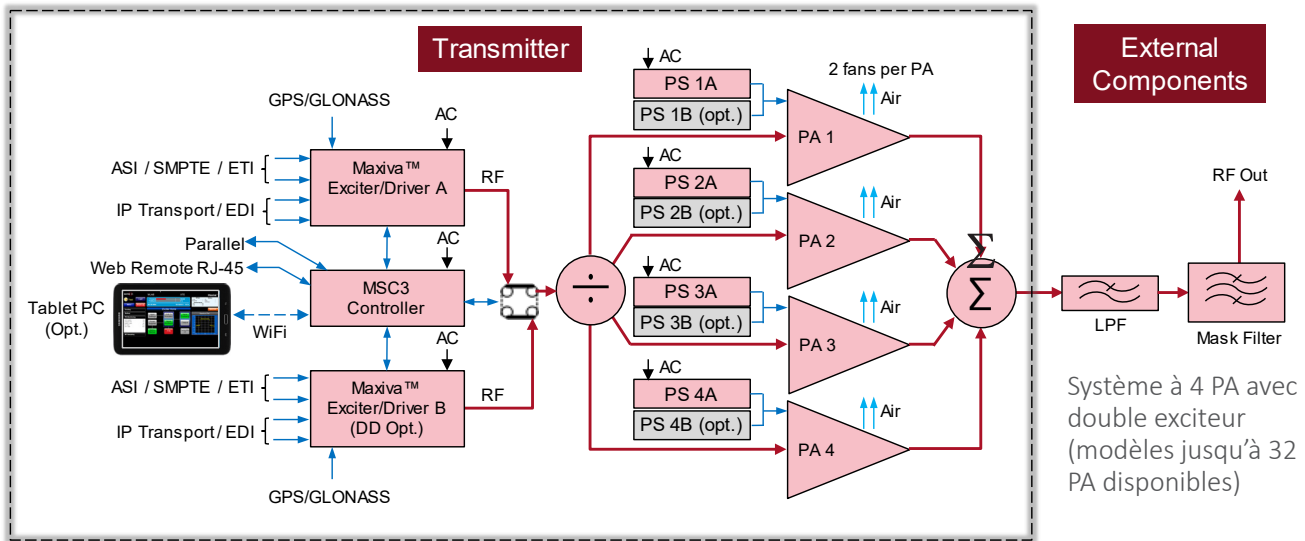 Transmitter
External
Components
GPS/GLONASS
AC
ASI / SMPTE / ETI
IP Transport/ EDI
Maxiva™
Exciter/Driver A
RF
Parallel
Web Remote RJ-45
Tablet PC
(Opt.)
WiFi
AC
MSC3
Controller
AC
ASI / SMPTE / ETI
IP Transport/ EDI
Maxiva™
Exciter/Driver B
(DD Opt.)
RF
GPS/GLONASS
÷
AC
PS 1A
PS 1B (opt.)
PA 1
2 fans per PA
Air
AC
PS 2A
PS 2B (opt.)
PA 2
Air
AC
PS 3A
PS 3B (opt.)
PA 3
Air
AC
PS 4A
PS 4B (opt.)
PA 4
Air
Σ
Σ
LPF
RF Out
Mask Filter
Système à 4 PA avec
double exciteur
(modèles jusqu’à 32
PA disponibles)